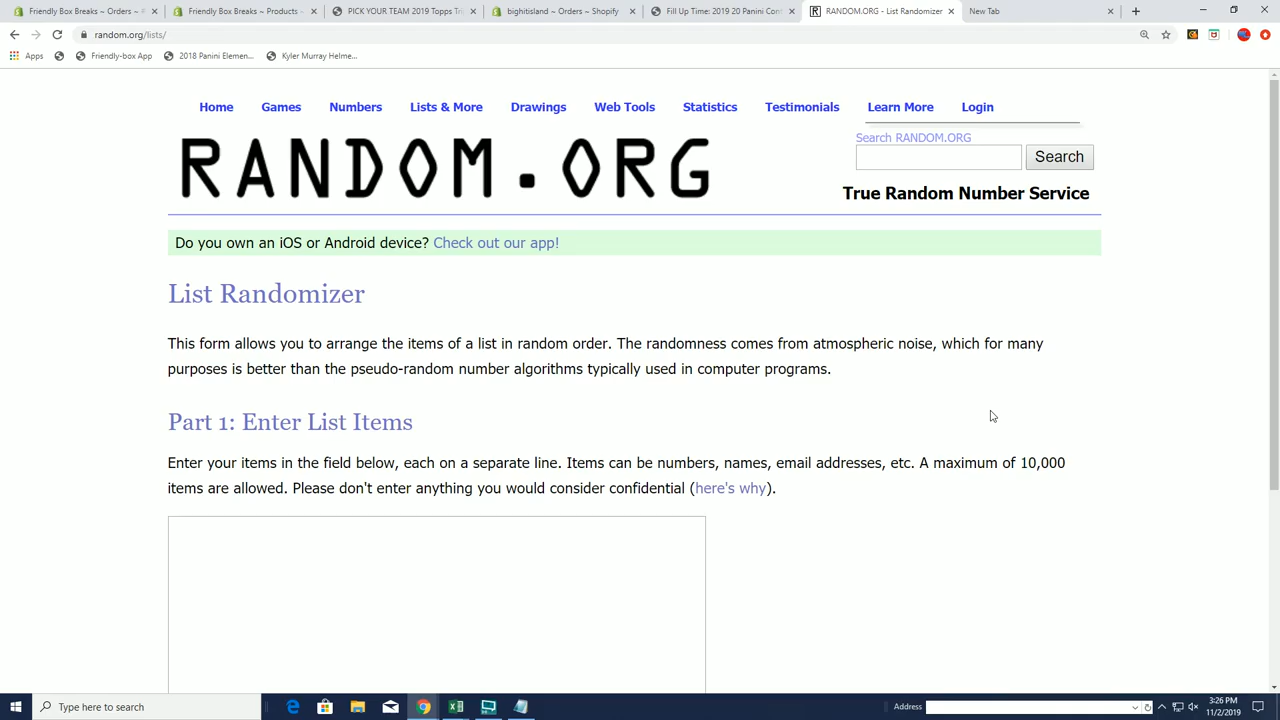 Friendly Box Breaks ~ Orders ~ F
Friendly Box Breaks ~ Products ~
PICK YOUR TEAM 2019 Topps Tri
bighitisland ~ Orders ~ Shopify
Fill Up Time: 2019 20 Panini Con
RANDOM.ORG - List Randomizer
New Tab
random.org/lists/
Apps
Friendly-box App
2018 Panini Elemen...
Kyler Murray Helme...
Home Games Numbers Lists & More Drawings Web Tools Statistics Testimonials Learn More Login
RANDOM.ORG
Search RANDOM.ORG
Search
True Random Number Service
Do you own an iOS or Android device? Check out our app!
List Randomizer
This form allows you to arrange the items of a list in random order. The randomness comes from atmospheric noise, which for many
purposes is better than the pseudo-random number algorithms typically used in computer programs.
Part 1: Enter List Items
Enter your items in the field below, each on a separate line. Items can be numbers, names, email addresses, etc. A maximum of 10,000
items are allowed. Please don't enter anything you would consider confidential (here's why).
Type here to search
Address
3:26 PM
11/2/2019